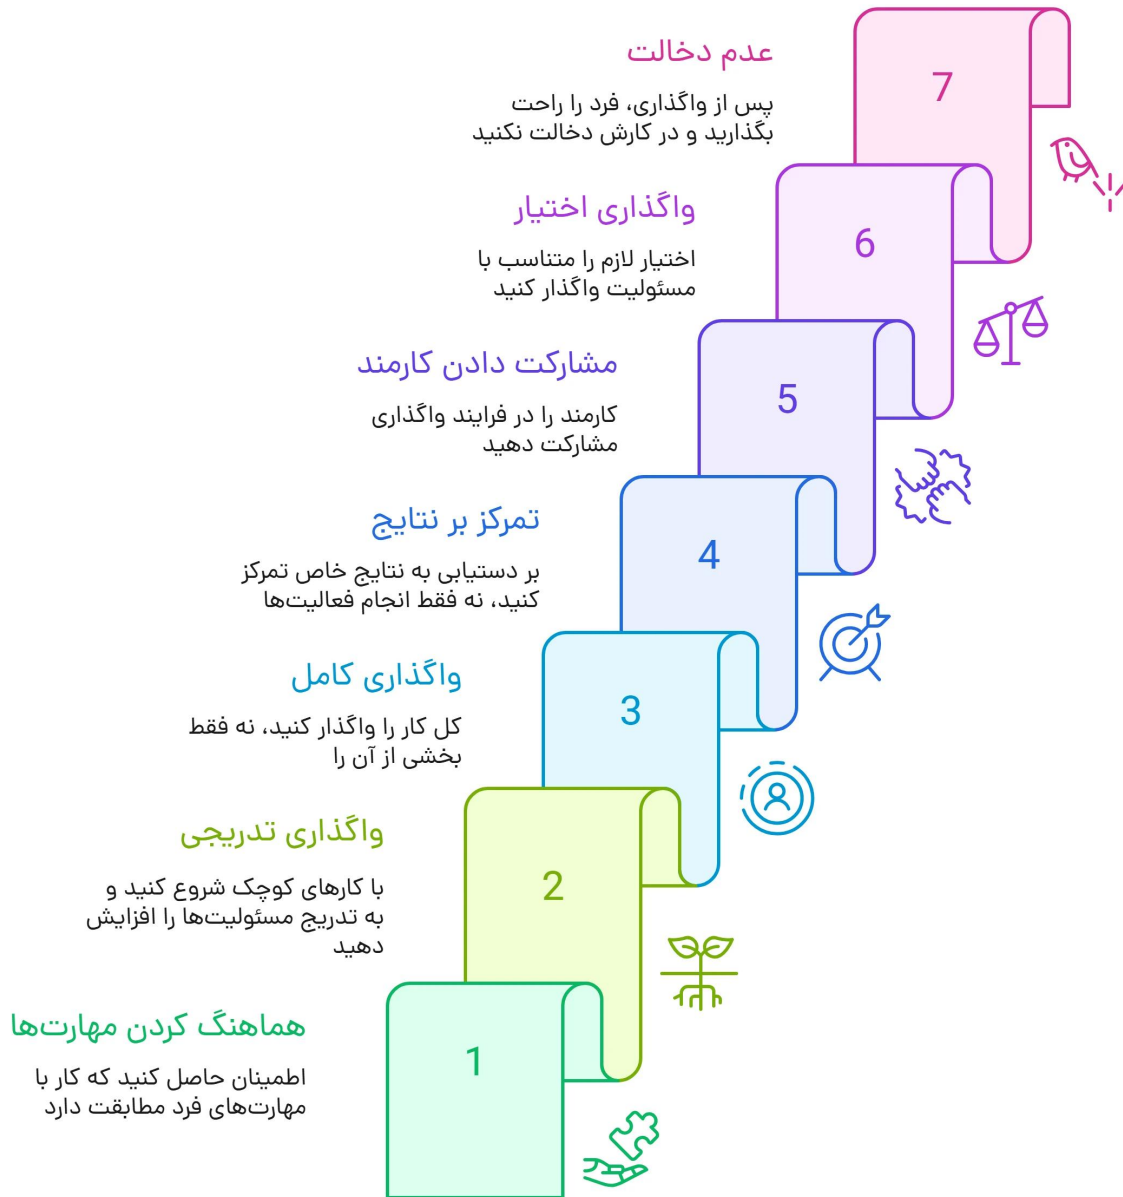 7
عدم دخالت
پس از واگذاری، فرد را راحت
بگذارید و در کارش دخالت نکنید
6
واگذاری اختیار
اختیار لازم را متناسب با
مسئولیت واگذار کنید
5
مشارکت دادن کارمند
کارمند را در فرایند واگذاری
مشارکت دهید
4
تمرکز بر نتایج
بر دستیابی به نتایج خاص تمرکز
کنید، نه فقط انجام فعالیت‌ها
3
واگذاری کامل
کل کار را واگذار کنید، نه فقط
بخشی از آن را
2
واگذاری تدریجی
با کارهای کوچک شروع کنید و
به تدریج مسئولیت‌ها را افزایش
دهید
1
هماهنگ کردن مهارت‌ها
اطمینان حاصل کنید که کار با
مهارت‌های فرد مطابقت دارد